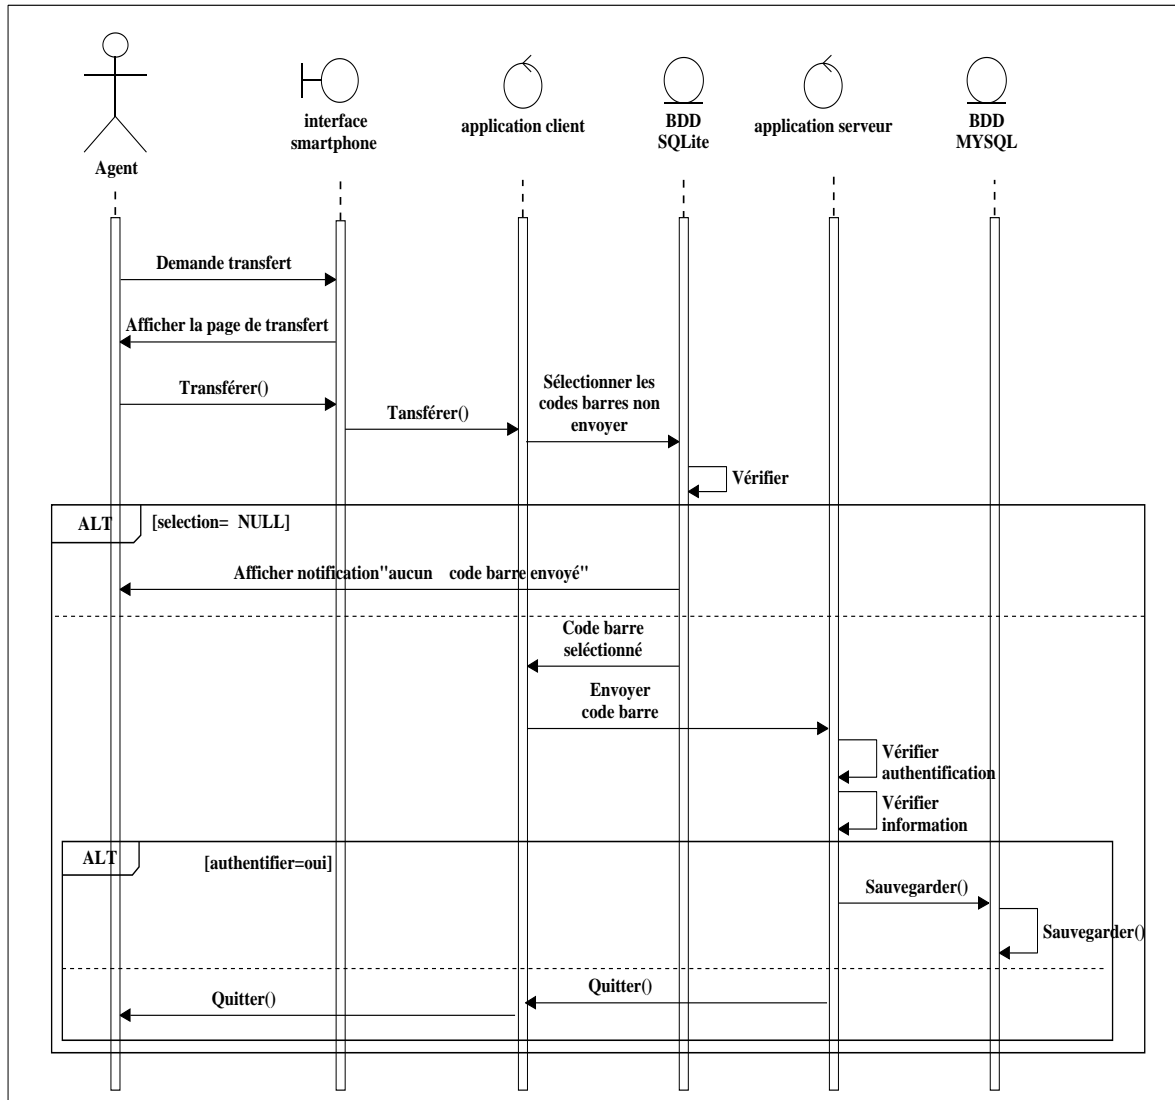 Agent
interface
smartphone
application client
BDD
SQLite
application serveur
BDD
MYSQL
Demande transfert
Afficher la page de transfert
Transférer()
Tansférer()
Sélectionner les
codes barres non
envoyer
Vérifier
ALT
[selection= NULL]
Afficher notification"aucun code barre envoyé"
Code barre
seléctionné
Envoyer
code barre
Vérifier
authentification
Vérifier
information
ALT
[authentifier=oui]
Sauvegarder()
Sauvegarder()
Quitter()
Quitter()